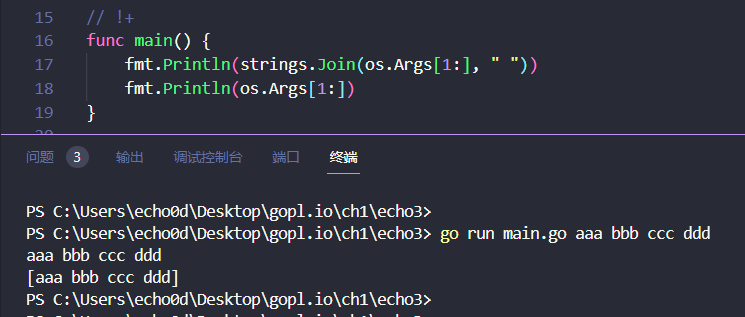 15 // !+
16 func main() {
17 fmt.Println(strings.Join(os.Args[1:], " "))
18 fmt.Println(os.Args[1:])
19 }
问题 3 输出 调试控制台 端口 终端
PS C:\Users\echo0d\Desktop\gopl.io\ch1\echo3>
PS C:\Users\echo0d\Desktop\gopl.io\ch1\echo3> go run main.go aaa bbb ccc ddd
aaa bbb ccc ddd
[aaa bbb ccc ddd]
PS C:\Users\echo0d\Desktop\gopl.io\ch1\echo3>